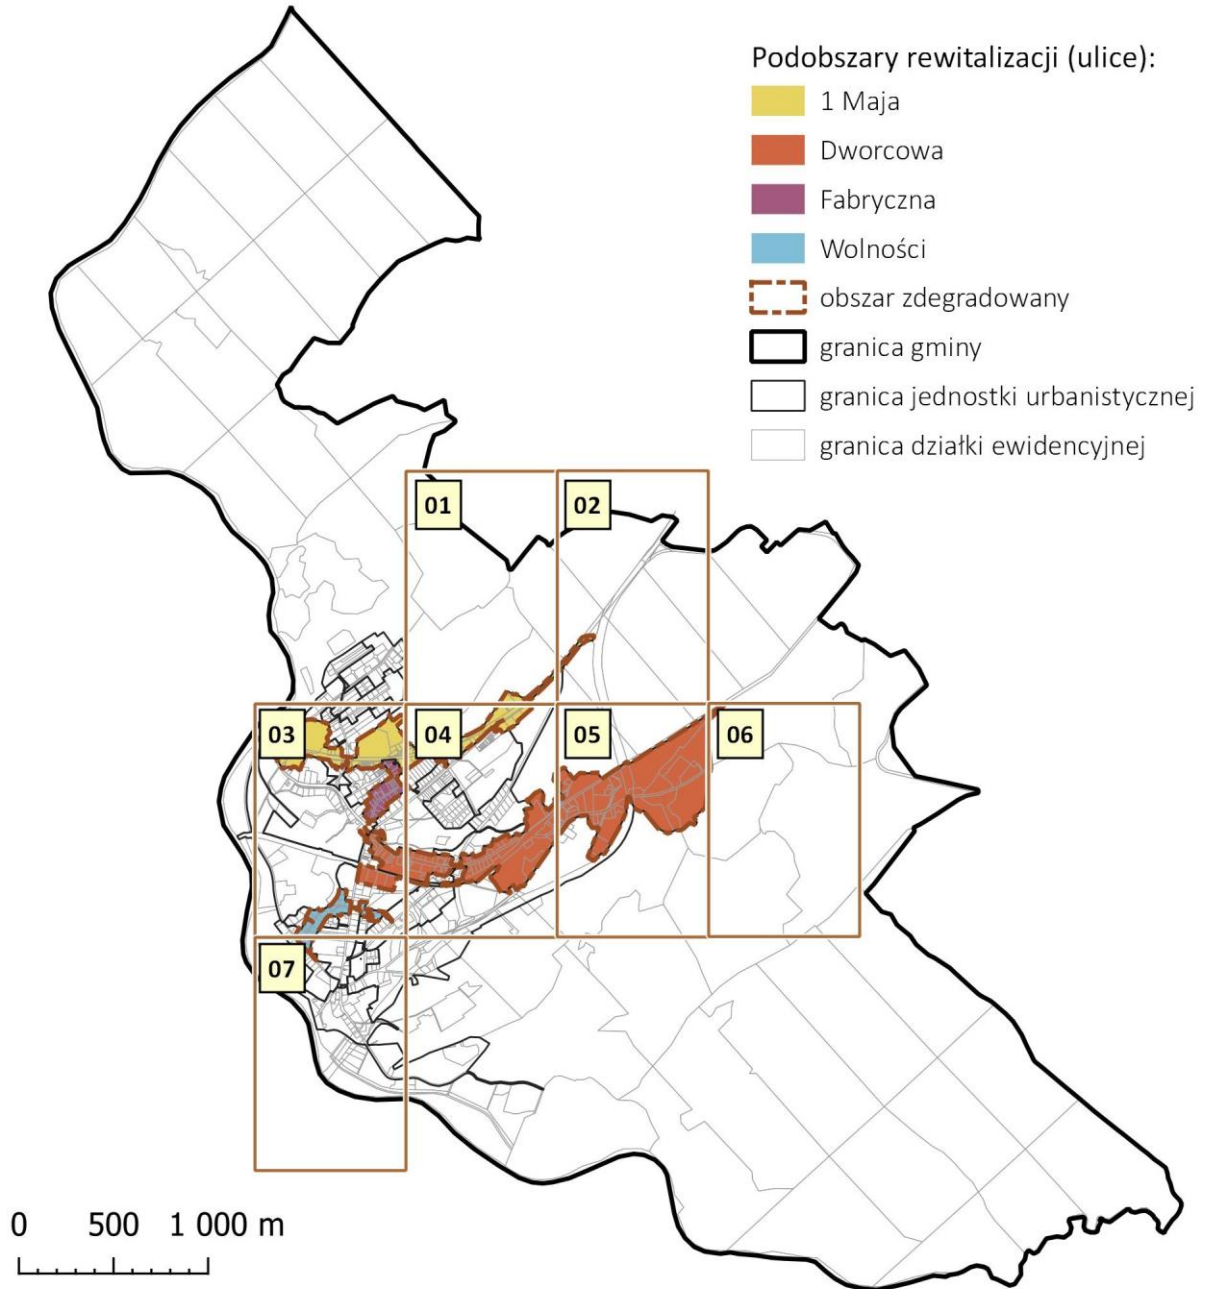 Podobszary rewitalizacji (ulice):
1 Maja
Dworcowa
Fabryczna
Wolności
obszar zdegradowany
granica gminy
granica jednostki urbanistycznej
granica działki ewidencyjnej
01
02
03
04
05
06
07
0 500 1 000 m